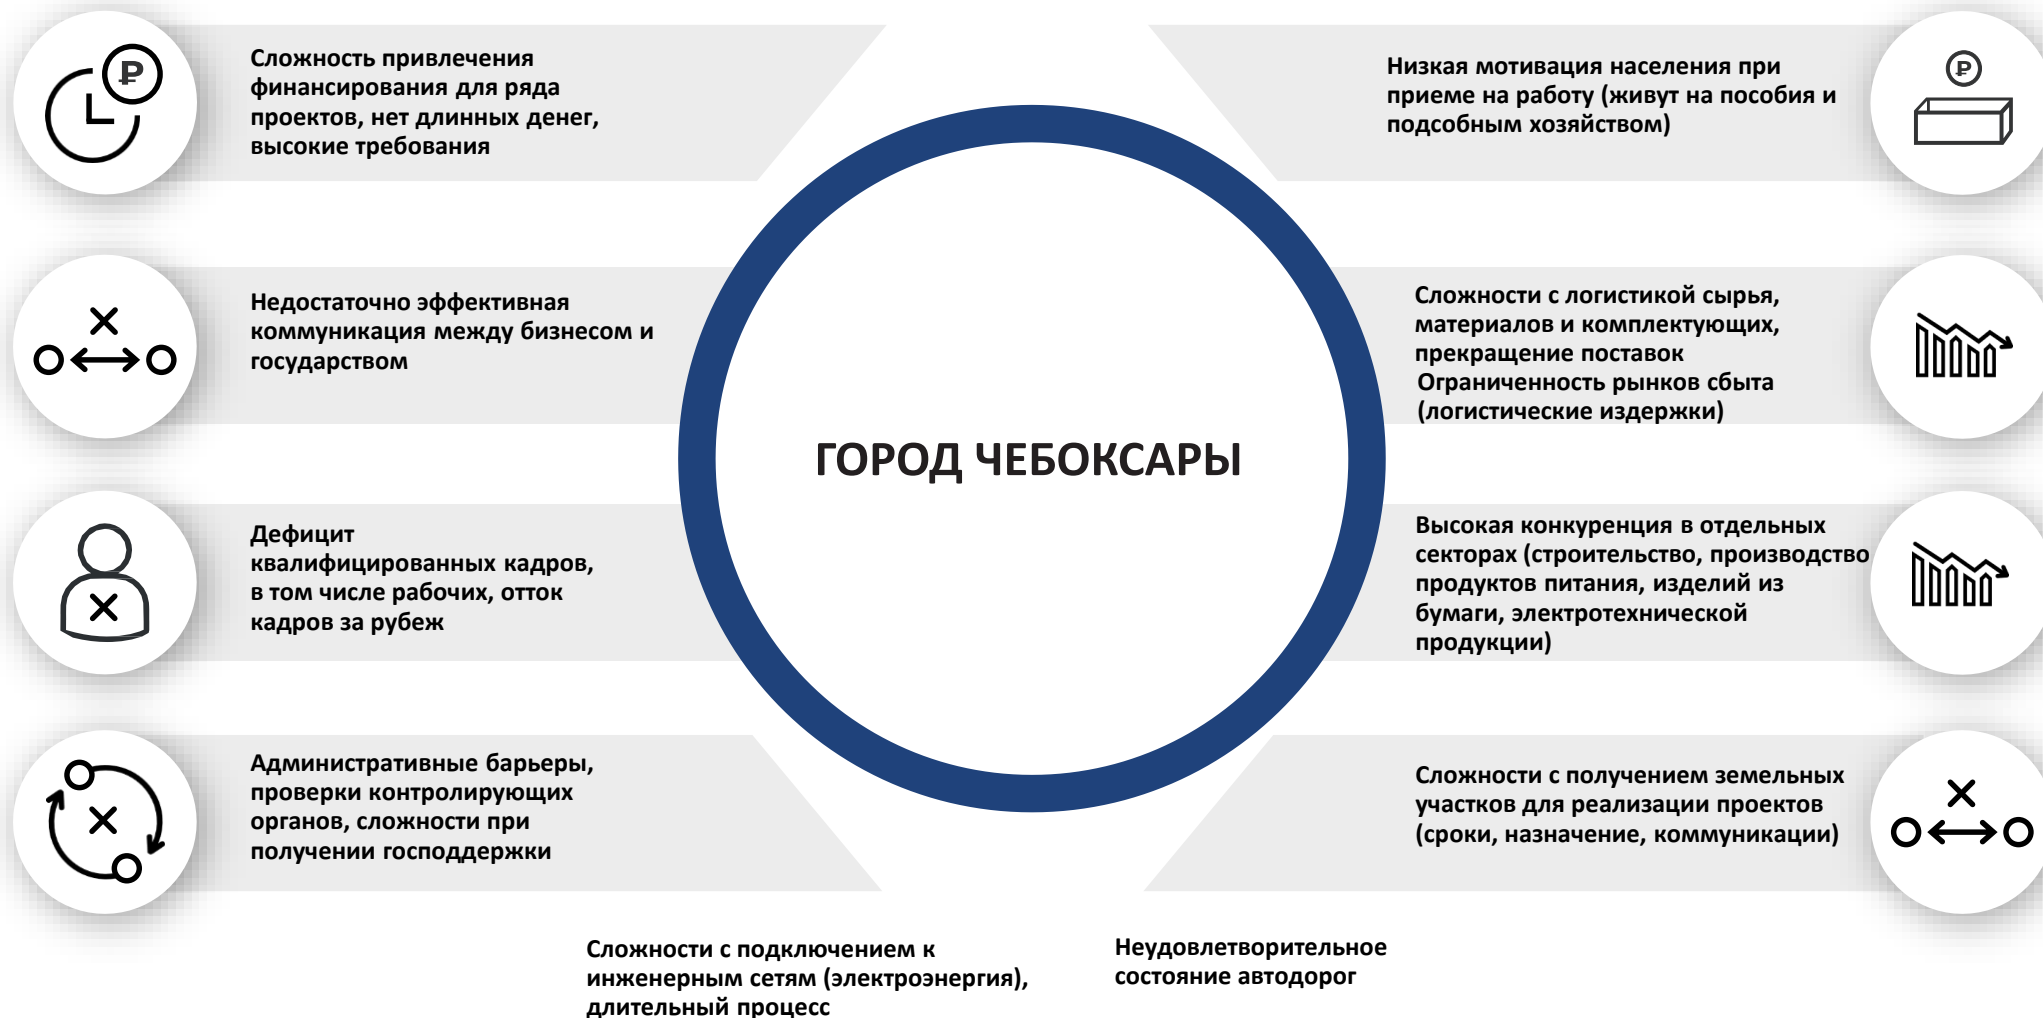 Сложность привлечения
финансирования для ряда
проектов, нет длинных денег,
высокие требования
Недостаточно эффективная
коммуникация между бизнесом и
государством
Дефицит
квалифицированных кадров,
в том числе рабочих, отток
кадров за рубеж
Административные барьеры,
проверки контролирующих
органов, сложности при
получении господдержки
ГОРОД ЧЕБОКСАРЫ
Низкая мотивация населения при
приеме на работу (живут на пособия и
подсобным хозяйством)
Сложности с логистикой сырья,
материалов и комплектующих,
прекращение поставок
Ограниченность рынков сбыта
(логистические издержки)
Высокая конкуренция в отдельных
секторах (строительство, производство
продуктов питания, изделий из
бумаги, электротехнической
продукции)
Сложности с получением земельных
участков для реализации проектов
(сроки, назначение, коммуникации)
Сложности с подключением к
инженерным сетям (электроэнергия),
длительный процесс
Неудовлетворительное
состояние автодорог